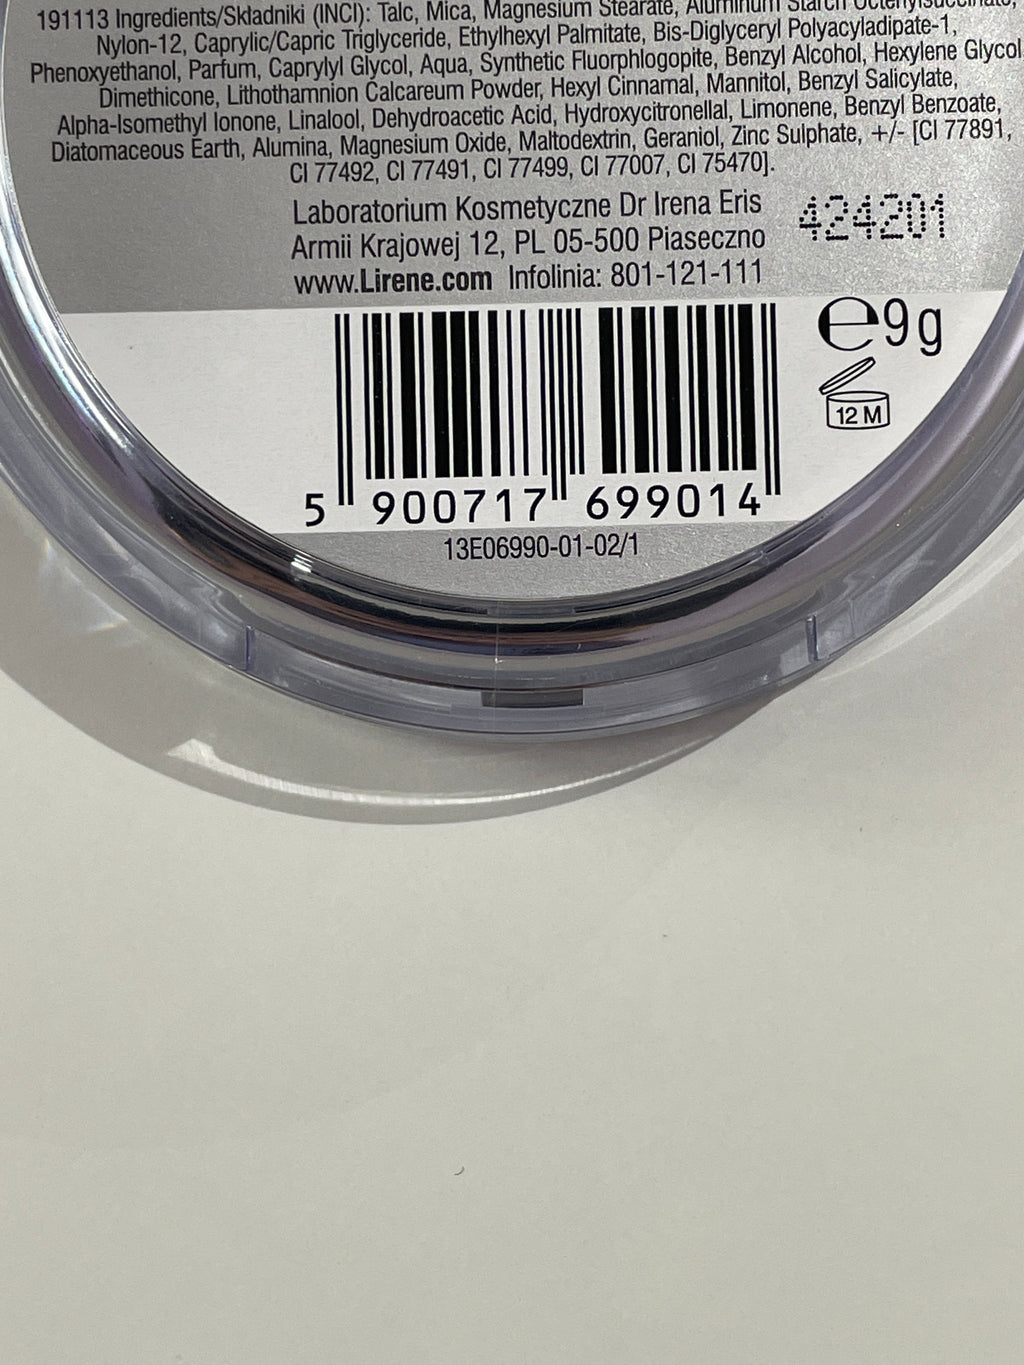 191113 Ingredients/Składniki (INCI): Talc, Mica, Magnesium Stearate, Aluminum Starch Octenylsuccinate,
Nylon-12, Caprylic/Capric Triglyceride, Ethylhexyl Palmitate, Bis-Diglyceryl Polyacyladipate-1,
Phenoxyethanol, Parfum, Caprylyl Glycol, Aqua, Synthetic Fluorphlogopite, Benzyl Alcohol, Hexylene Glycol,
Dimethicone, Lithothamnion Calcareum Powder, Hexyl Cinnamal, Mannitol, Benzyl Salicylate,
Alpha-Isomethyl Ionone, Linalool, Dehydroacetic Acid, Hydroxycitronellal, Limonene, Benzyl Benzoate,
Diatomaceous Earth, Alumina, Magnesium Oxide, Maltodextrin, Geraniol, Zinc Sulphate, +/- [CI 77891,
CI 77492, CI 77491, CI 77499, CI 77007, CI 75470].
Laboratorium Kosmetyczne Dr Irena Eris
Armii Krajowej 12, PL 05-500 Piaseczno
www.Lirene.com Infolinia: 801-121-111
424201
e9g
12 M
5 900717 699014
13E06990-01-02/1